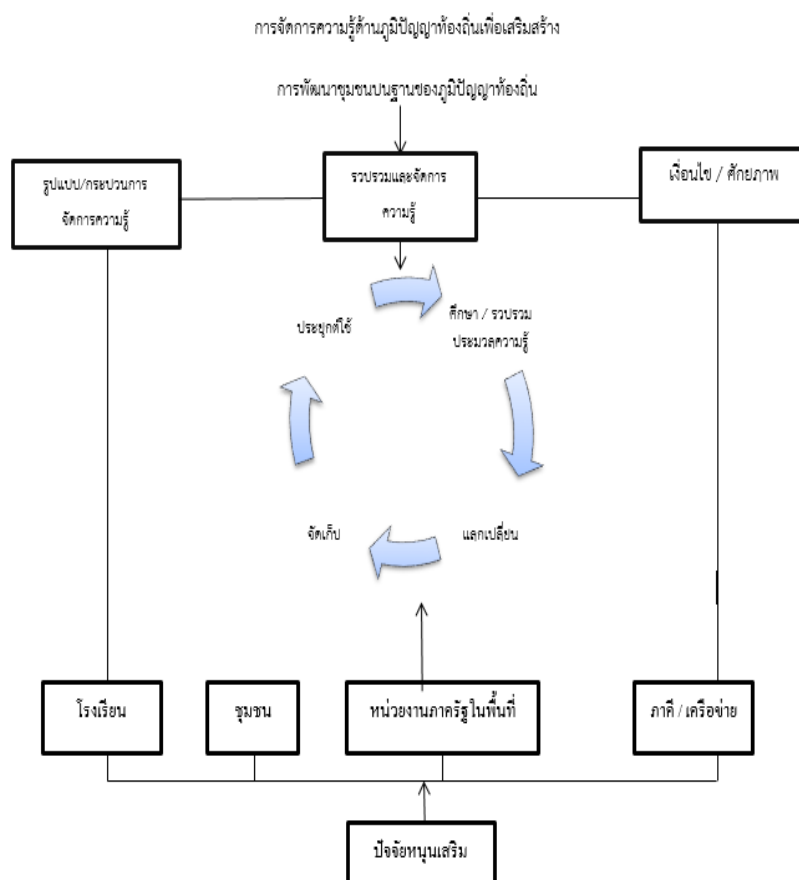 การจัดการความรู้ด้านภูมิปัญญาท้องถิ่นเพื่อเสริมสร้าง
การพัฒนาชุมชนบนฐานของภูมิปัญญาท้องถิ่น
รูปแบบ/กระบวนการ
จัดการความรู้
รวบรวมและจัดการ
ความรู้
เงื่อนไข / ศักยภาพ
ประยุกต์ใช้
ศึกษา / รวบรวม
ประมวลความรู้
จัดเก็บ
แลกเปลี่ยน
โรงเรียน
ชุมชน
หน่วยงานภาครัฐในพื้นที่
ภาคี / เครือข่าย
ปัจจัยหนุนเสริม